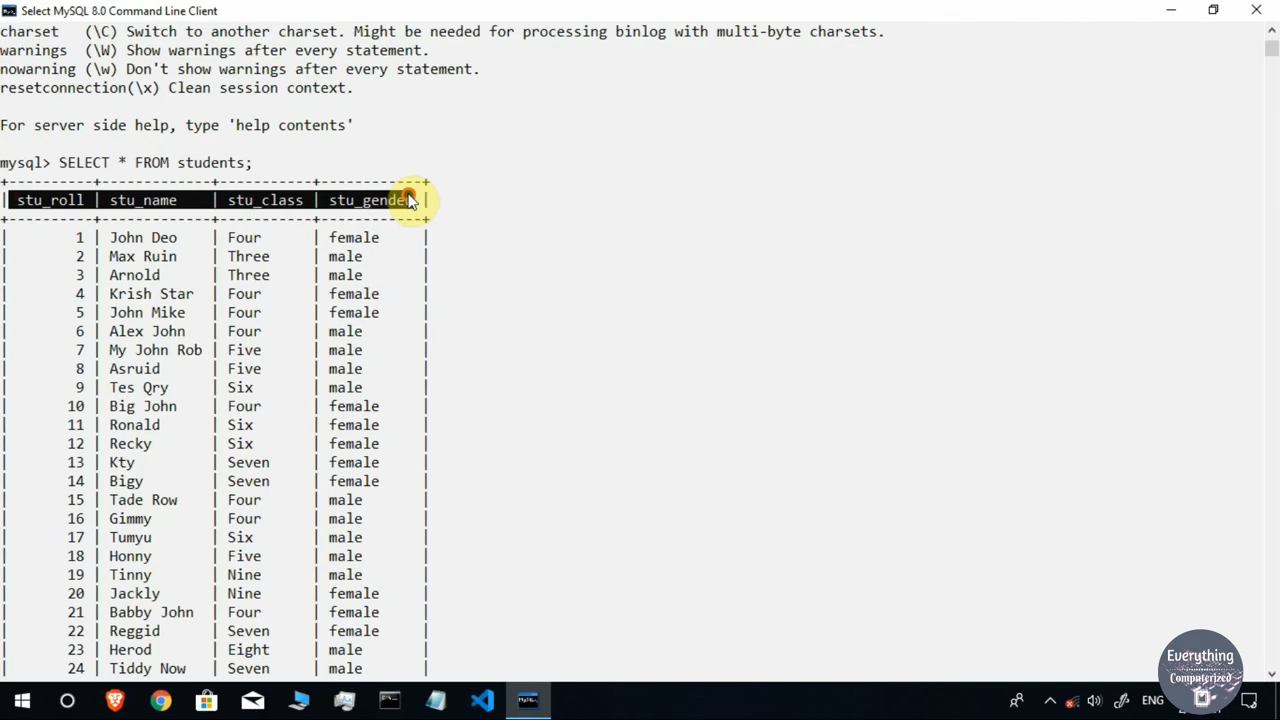 Select MySQL 8.0 Command Line Client
charset   (\C) Switch to another charset. Might be needed for processing binlog with multi-byte charsets.
warnings  (\W) Show warnings after every statement.
nowarning (\w) Don't show warnings after every statement.
resetconnection(\x) Clean session context.
For server side help, type 'help contents'
mysql> SELECT * FROM students;
+----------+-------------+-----------+------------+
| stu_roll | stu_name    | stu_class | stu_gender |
+----------+-------------+-----------+------------+
|        1 | John Deo    | Four      | female     |
|        2 | Max Ruin    | Three     | male       |
|        3 | Arnold      | Three     | male       |
|        4 | Krish Star  | Four      | female     |
|        5 | John Mike   | Four      | female     |
|        6 | Alex John   | Four      | male       |
|        7 | My John Rob | Five      | male       |
|        8 | Asruid      | Five      | male       |
|        9 | Tes Qry     | Six       | male       |
|       10 | Big John    | Four      | female     |
|       11 | Ronald      | Six       | female     |
|       12 | Recky       | Six       | female     |
|       13 | Kty         | Seven     | female     |
|       14 | Bigy        | Seven     | female     |
|       15 | Tade Row    | Four      | male       |
|       16 | Gimmy       | Four      | male       |
|       17 | Tumyu       | Six       | male       |
|       18 | Honny       | Five      | male       |
|       19 | Tinny       | Nine      | male       |
|       20 | Jackly      | Nine      | female     |
|       21 | Babby John  | Four      | female     |
|       22 | Reggid      | Seven     | female     |
|       23 | Herod       | Eight     | male       |
|       24 | Tiddy Now   | Seven     | male       |
Everything
Computerized
MySQL
ENG